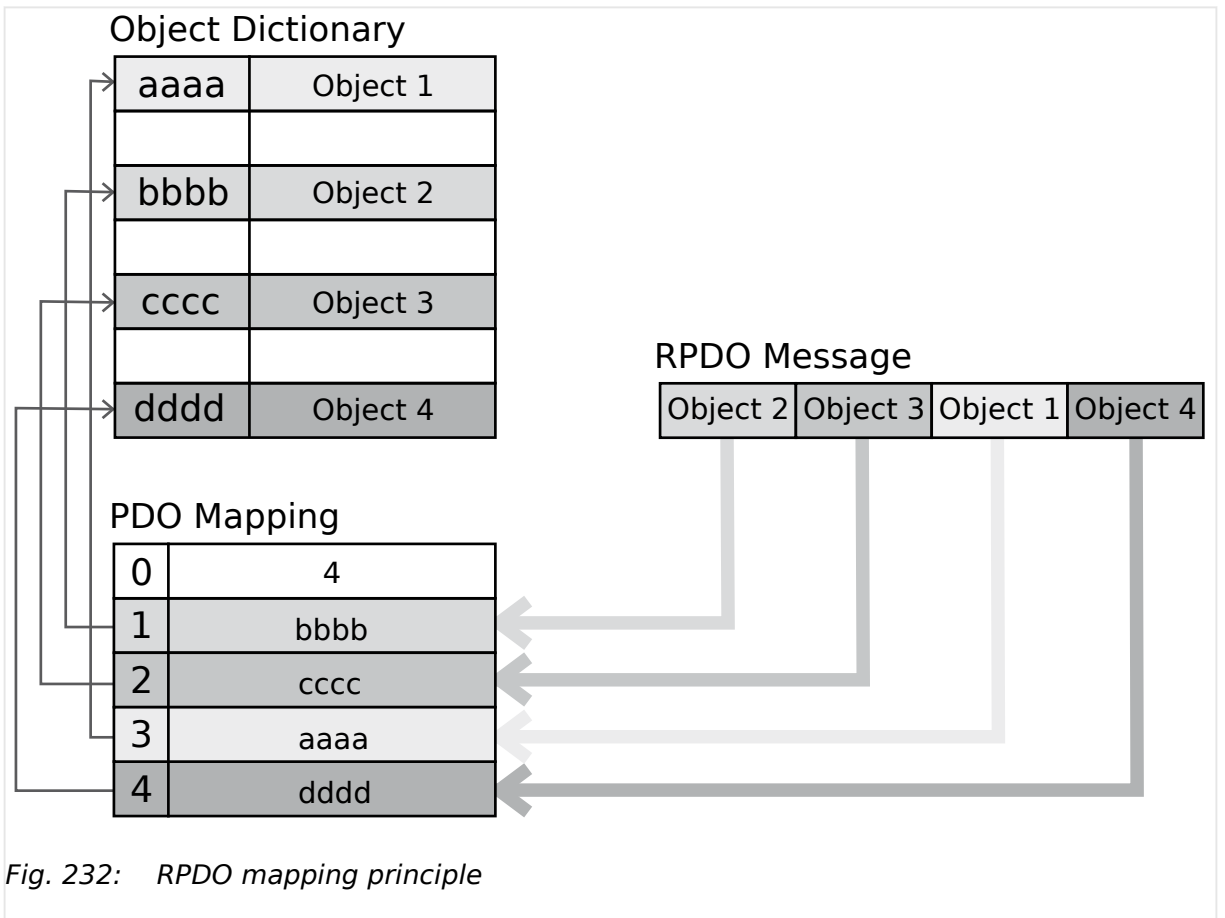 Object Dictionary
aaaa Object 1
bbbb Object 2
cccc Object 3
dddd Object 4
RPDO Message
Object 2 Object 3 Object 1 Object 4
PDO Mapping
0 4
1 bbbb
2 cccc
3 aaaa
4 dddd
Fig. 232: RPDO mapping principle